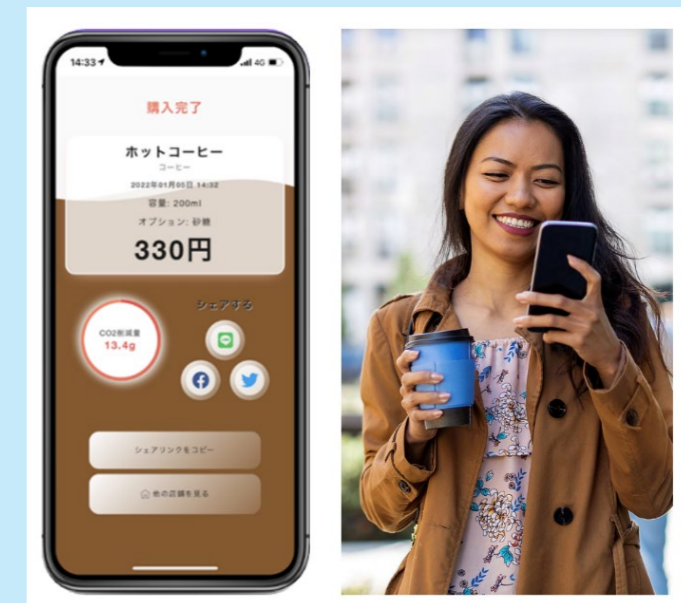 14:33
4G
購入完了
ホットコーヒー
コーヒー
2022年01月05日 14:32
容量: 200ml
オプション: 砂糖
330円
シェアする
CO2削減量
13.4g
シェアリンクをコピー
他の店舗を見る